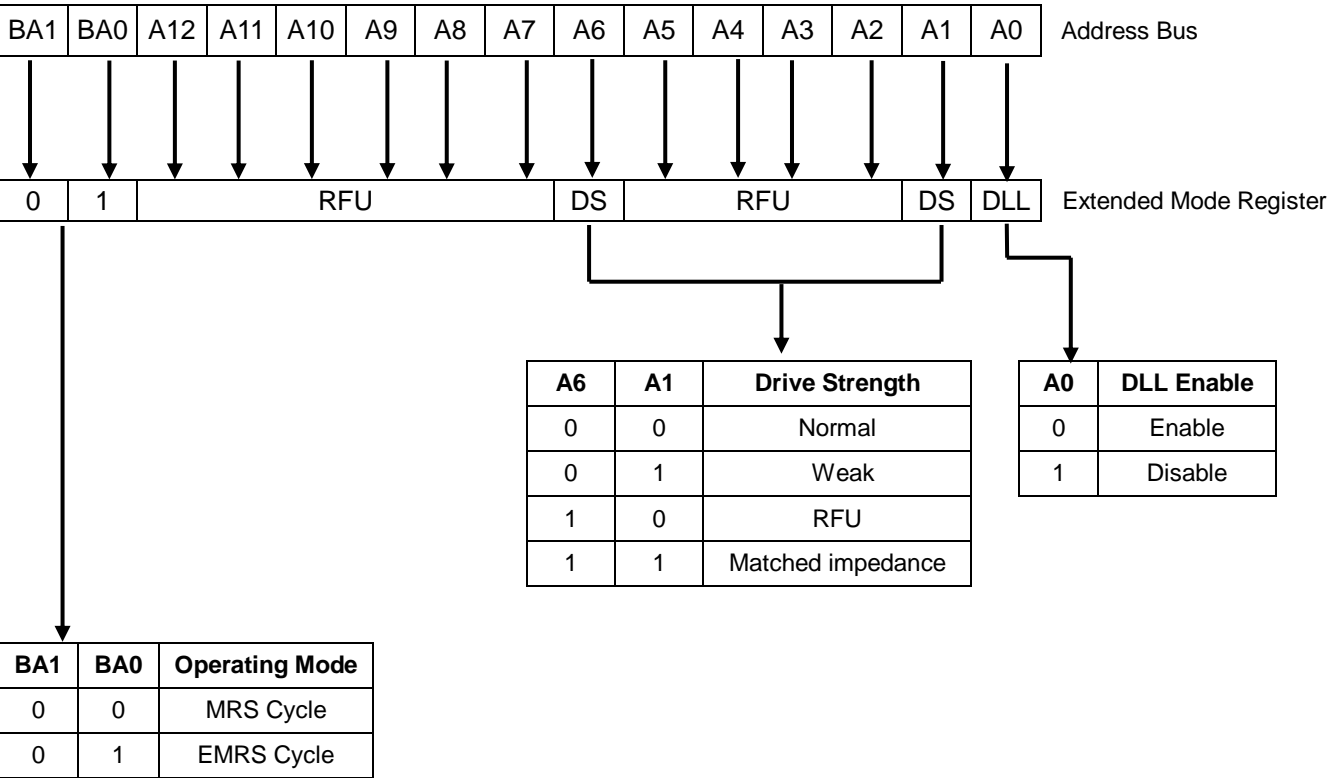 BA1 BA0 A12 A11 A10 A9 A8 A7 A6 A5 A4 A3 A2 A1 A0 Address Bus
0 1 RFU DS RFU DS DLL Extended Mode Register
A6 A1 Drive Strength A0 DLL Enable
0 0 Normal 0 Enable
0 1 Weak 1 Disable
1 0 RFU
1 1 Matched impedance
BA1 BA0 Operating Mode
0 0 MRS Cycle
0 1 EMRS Cycle